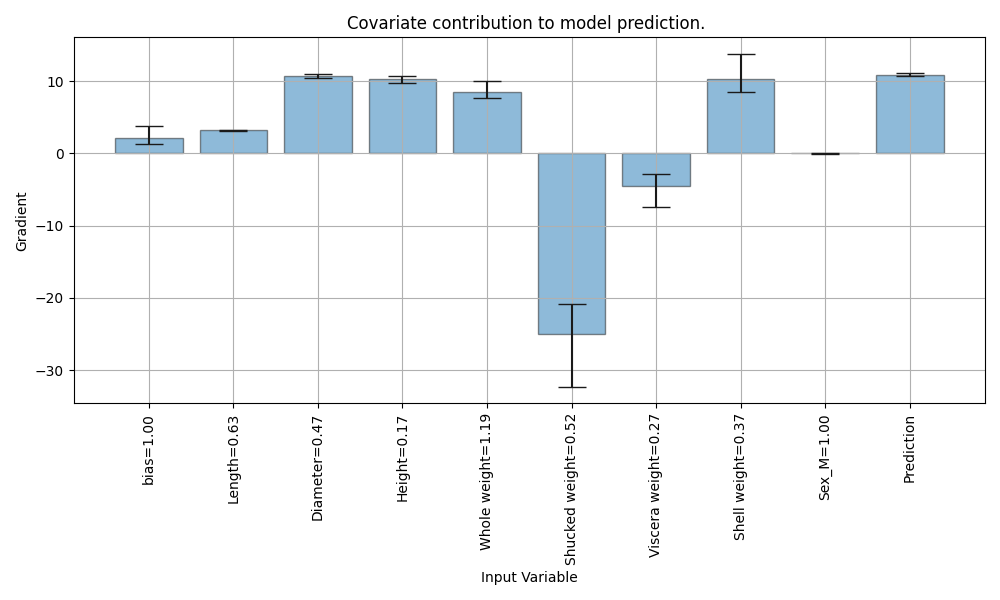 Covariate contribution to model prediction.
Gradient
10
0
−10
−20
−30
bias=1.00
Length=0.63
Diameter=0.47
Height=0.17
Whole weight=1.19
Shucked weight=0.52
Viscera weight=0.27
Shell weight=0.37
Sex_M=1.00
Prediction
Input Variable